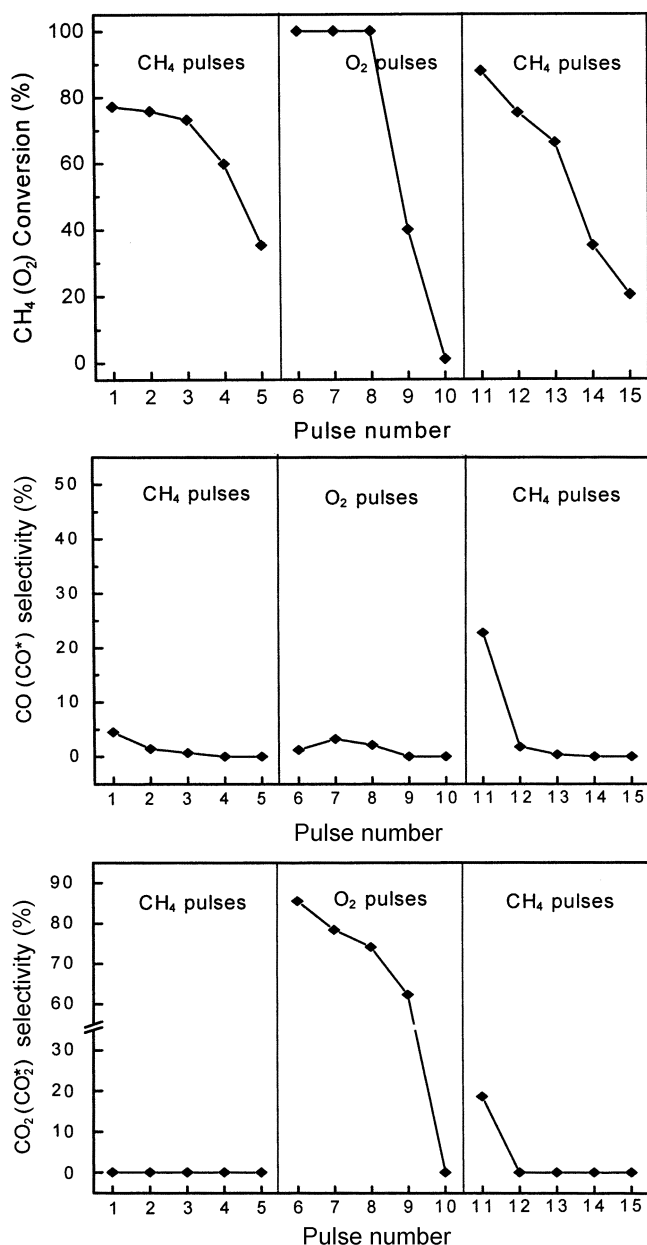 CH₄ (O₂) Conversion (%)
100
80
60
40
20
0
CH₄ pulses
O₂ pulses
CH₄ pulses
1 2 3 4 5 6 7 8 9 10 11 12 13 14 15
Pulse number
CO (CO*) selectivity (%)
50
40
30
20
10
0
CH₄ pulses
O₂ pulses
CH₄ pulses
1 2 3 4 5 6 7 8 9 10 11 12 13 14 15
Pulse number
CO₂ (CO₂*) selectivity (%)
90
80
70
60
30
20
10
0
CH₄ pulses
O₂ pulses
CH₄ pulses
1 2 3 4 5 6 7 8 9 10 11 12 13 14 15
Pulse number